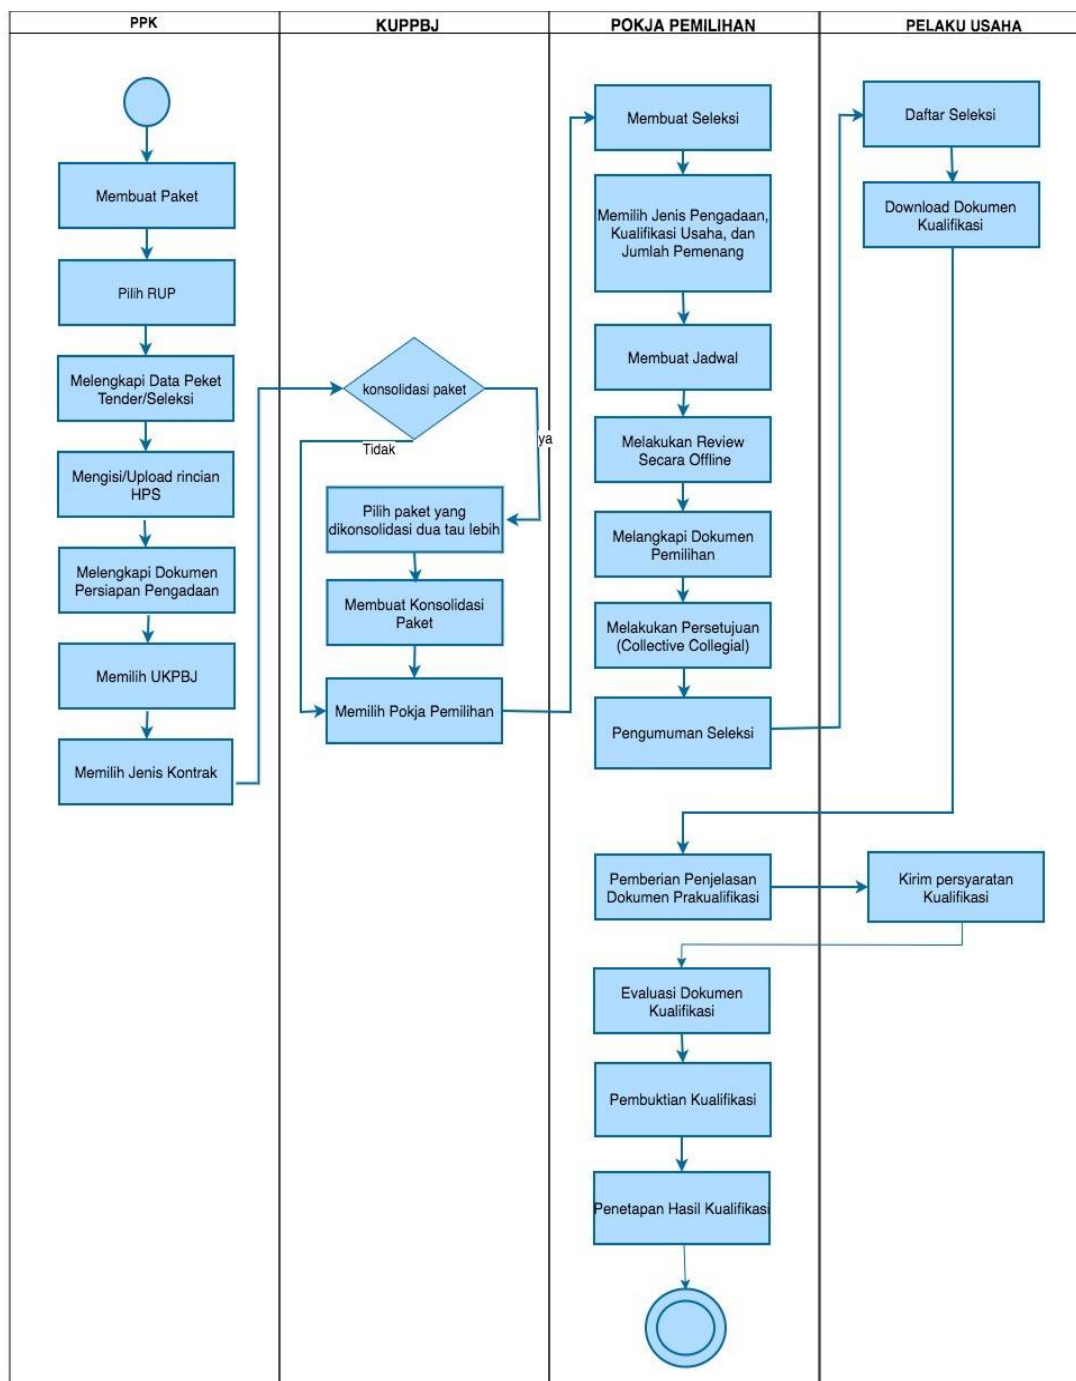 PPK
KUPPBJ
POKJA PEMILIHAN
PELAKU USAHA
Membuat Paket
Pilih RUP
Melengkapi Data Peket
Tender/Seleksi
Mengisi/Upload rincian
HPS
Melengkapi Dokumen
Persiapan Pengadaan
Memilih UKPBJ
Memilih Jenis Kontrak
konsolidasi paket
Tidak
ya
Pilih paket yang
dikonsolidasi dua tau lebih
Membuat Konsolidasi
Paket
Memilih Pokja Pemilihan
Membuat Seleksi
Memilih Jenis Pengadaan,
Kualifikasi Usaha, dan
Jumlah Pemenang
Membuat Jadwal
Melakukan Review
Secara Offline
Melangkapi Dokumen
Pemilihan
Melakukan Persetujuan
(Collective Collegial)
Pengumuman Seleksi
Daftar Seleksi
Download Dokumen
Kualifikasi
Pemberian Penjelasan
Dokumen Prakualifikasi
Kirim persyaratan
Kualifikasi
Evaluasi Dokumen
Kualifikasi
Pembuktian Kualifikasi
Penetapan Hasil Kualifikasi